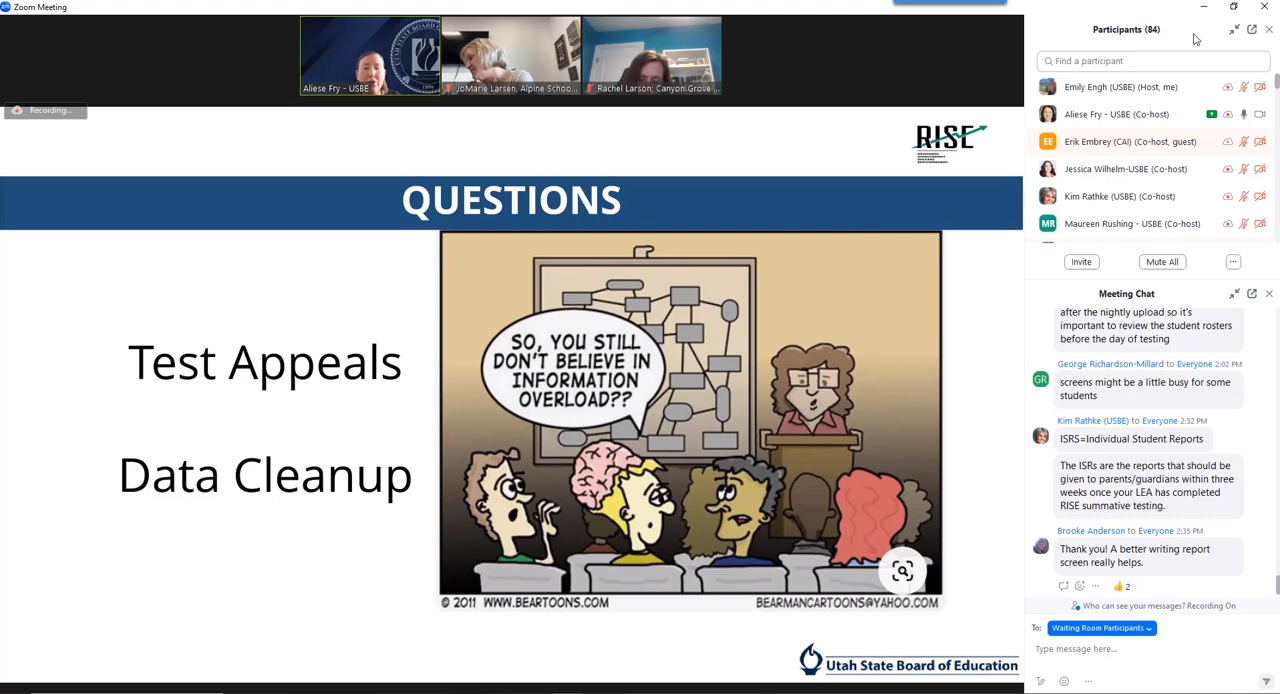 Zoom Meeting
Aliese Fry - USBE
JoMarie Larsen, Alpine Schoo...
Rachel Larson; Canyon Grove ...
Recording...
RISE
QUESTIONS
Test Appeals
Data Cleanup
SO, YOU STILL
DON'T BELIEVE IN
INFORMATION
OVERLOAD??
© 2011 WWW.BEARTOONS.COM
BEARMANCARTOONS@YAHOO.COM
Utah State Board of Education
Participants (84)
Find a participant
Emily Engh (USBE) (Host, me)
Aliese Fry - USBE (Co-host)
EE
Erik Embrey (CAI) (Co-host, guest)
Jessica Wilhelm-USBE (Co-host)
Kim Rathke (USBE) (Co-host)
MR
Maureen Rushing - USBE (Co-host)
Invite
Mute All
...
Meeting Chat
after the nightly upload so it's
important to review the student rosters
before the day of testing
George Richardson-Millard to Everyone 2:02 PM
GR
screens might be a little busy for some
students
Kim Rathke (USBE) to Everyone 2:32 PM
ISRS=Individual Student Reports
The ISRs are the reports that should be
given to parents/guardians within three
weeks once your LEA has completed
RISE summative testing.
Brooke Anderson to Everyone 2:35 PM
Thank you! A better writing report
screen really helps.
👍 2
Who can see your messages? Recording On
To: Waiting Room Participants
Type message here...